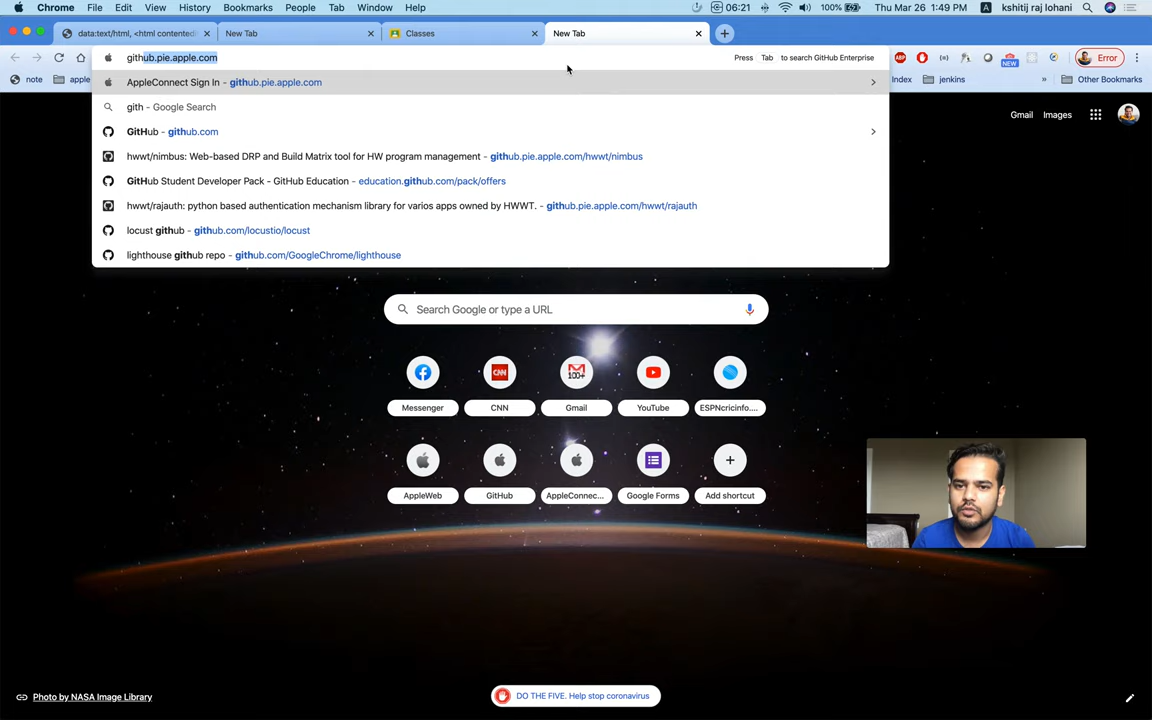 Chrome File Edit View History Bookmarks People Tab Window Help 06:21 100% Thu Mar 26 1:49 PM A kshitij raj lohani
data:text/html, <html contented New Tab Classes New Tab
github.pie.apple.com Press Tab to search GitHub Enterprise NEW Error
note apple Index jenkins » Other Bookmarks
AppleConnect Sign In - github.pie.apple.com
gith - Google Search
GitHub - github.com
hwwt/nimbus: Web-based DRP and Build Matrix tool for HW program management - github.pie.apple.com/hwwt/nimbus
GitHub Student Developer Pack - GitHub Education - education.github.com/pack/offers
hwwt/rajauth: python based authentication mechanism library for varios apps owned by HWWT. - github.pie.apple.com/hwwt/rajauth
locust github - github.com/locustio/locust
lighthouse github repo - github.com/GoogleChrome/lighthouse
Gmail Images
Search Google or type a URL
CNN 100+
Messenger CNN Gmail YouTube ESPNcricinfo....
AppleWeb GitHub AppleConnec... Google Forms Add shortcut
Photo by NASA Image Library
DO THE FIVE. Help stop coronavirus